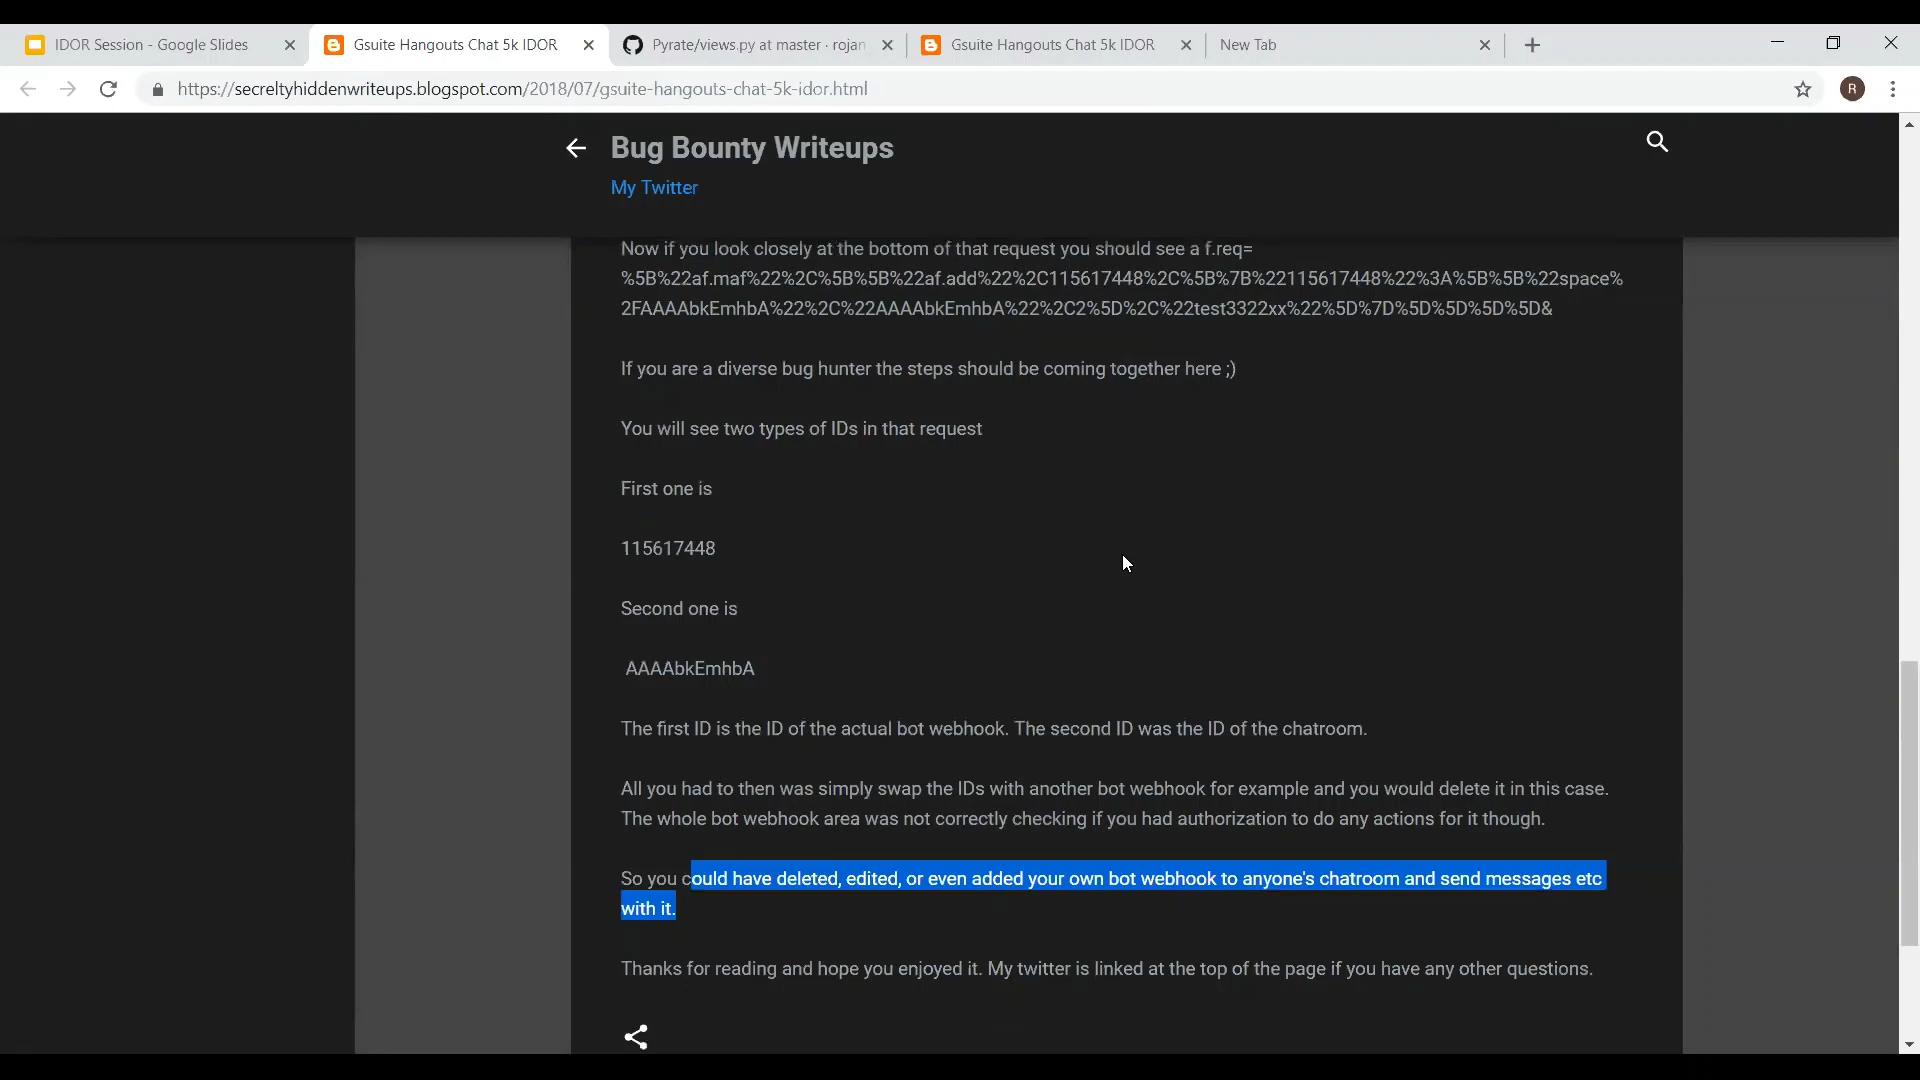 IDOR Session - Google Slides
Gsuite Hangouts Chat 5k IDOR
Pyrate/views.py at master · rojan
Gsuite Hangouts Chat 5k IDOR
New Tab
https://secreltyhiddenwriteups.blogspot.com/2018/07/gsuite-hangouts-chat-5k-idor.html
R
Bug Bounty Writeups
My Twitter
Now if you look closely at the bottom of that request you should see a f.req=
%5B%22af.maf%22%2C%5B%5B%22af.add%22%2C115617448%2C%5B%7B%22115617448%22%3A%5B%5B%22space%
2FAAAAbkEmhbA%22%2C%22AAAAbkEmhbA%22%2C2%5D%2C%22test3322xx%22%5D%7D%5D%5D%5D%5D&
If you are a diverse bug hunter the steps should be coming together here ;)
You will see two types of IDs in that request
First one is
115617448
Second one is
AAAAbkEmhbA
The first ID is the ID of the actual bot webhook. The second ID was the ID of the chatroom.
All you had to then was simply swap the IDs with another bot webhook for example and you would delete it in this case.
The whole bot webhook area was not correctly checking if you had authorization to do any actions for it though.
So you could have deleted, edited, or even added your own bot webhook to anyone's chatroom and send messages etc
with it.
Thanks for reading and hope you enjoyed it. My twitter is linked at the top of the page if you have any other questions.